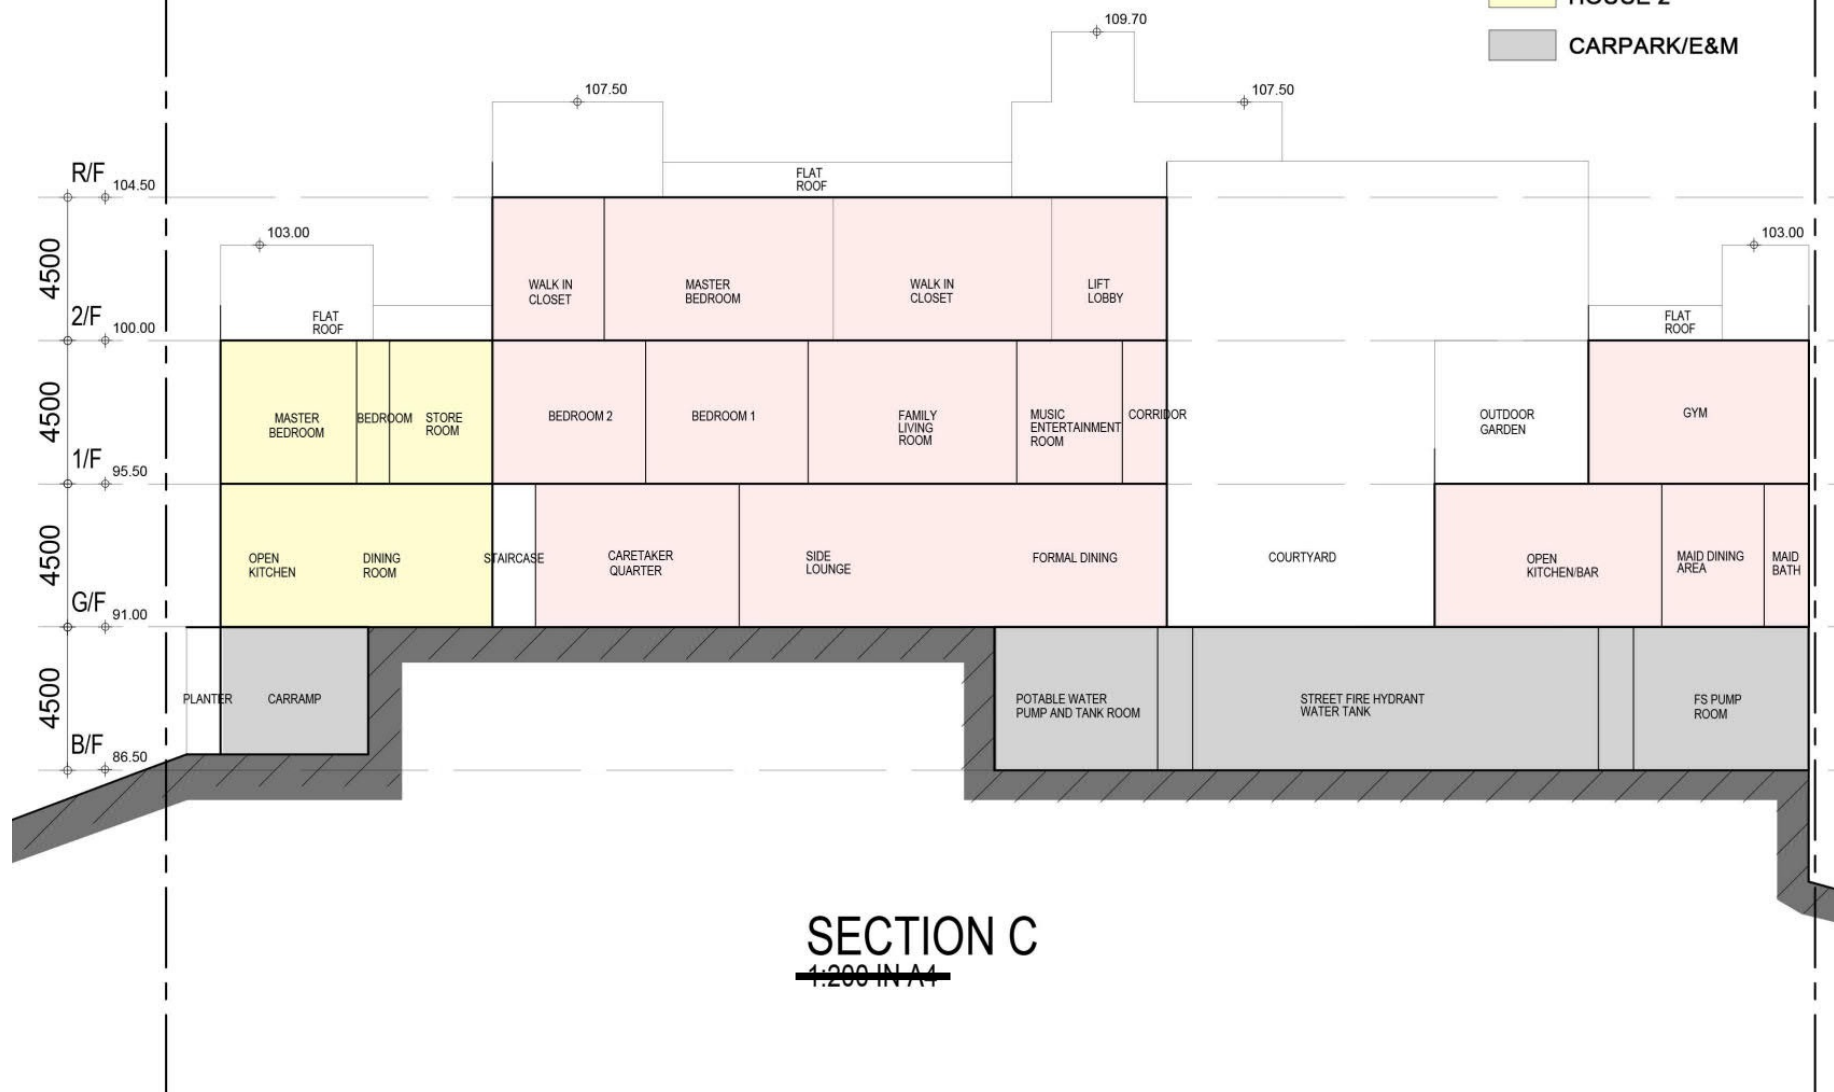 HOUSE 2
CARPARK/E&M
109.70
107.50
107.50
R/F
104.50
FLAT
ROOF
103.00
103.00
4500
WALK IN
CLOSET
MASTER
BEDROOM
WALK IN
CLOSET
LIFT
LOBBY
2/F
100.00
FLAT
ROOF
FLAT
ROOF
4500
MASTER
BEDROOM
BEDROOM
STORE
ROOM
BEDROOM 2
BEDROOM 1
FAMILY
LIVING
ROOM
MUSIC
ENTERTAINMENT
ROOM
CORRIDOR
OUTDOOR
GARDEN
GYM
1/F
95.50
4500
OPEN
KITCHEN
DINING
ROOM
STAIRCASE
CARETAKER
QUARTER
SIDE
LOUNGE
FORMAL DINING
COURTYARD
OPEN
KITCHEN/BAR
MAID DINING
AREA
MAID
BATH
G/F
91.00
4500
PLANTER
CARRAMP
POTABLE WATER
PUMP AND TANK ROOM
STREET FIRE HYDRANT
WATER TANK
FS PUMP
ROOM
B/F
86.50
SECTION C
1:200 IN A4